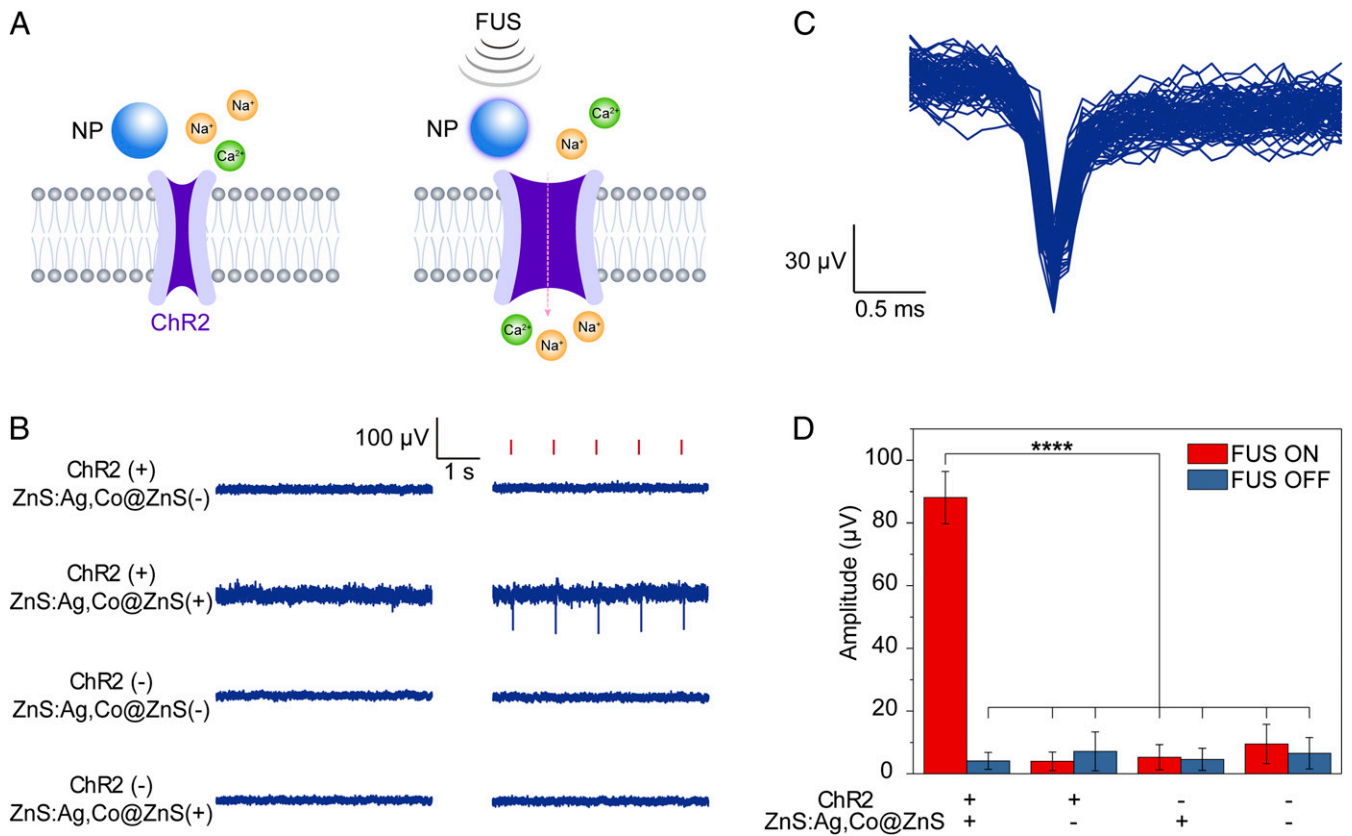 A
FUS
NP
Na⁺
Na⁺
Ca²⁺
NP
Ca²⁺
Na⁺
ChR2
Ca²⁺
Na⁺
Na⁺
C
30 µV
0.5 ms
B
100 µV
1 s
ChR2 (+)
ZnS:Ag,Co@ZnS(-)
ChR2 (+)
ZnS:Ag,Co@ZnS(+)
ChR2 (-)
ZnS:Ag,Co@ZnS(-)
ChR2 (-)
ZnS:Ag,Co@ZnS(+)
D
****
FUS ON
FUS OFF
Amplitude (µV)
100
80
60
40
20
0
ChR2 + + - -
ZnS:Ag,Co@ZnS + - + -